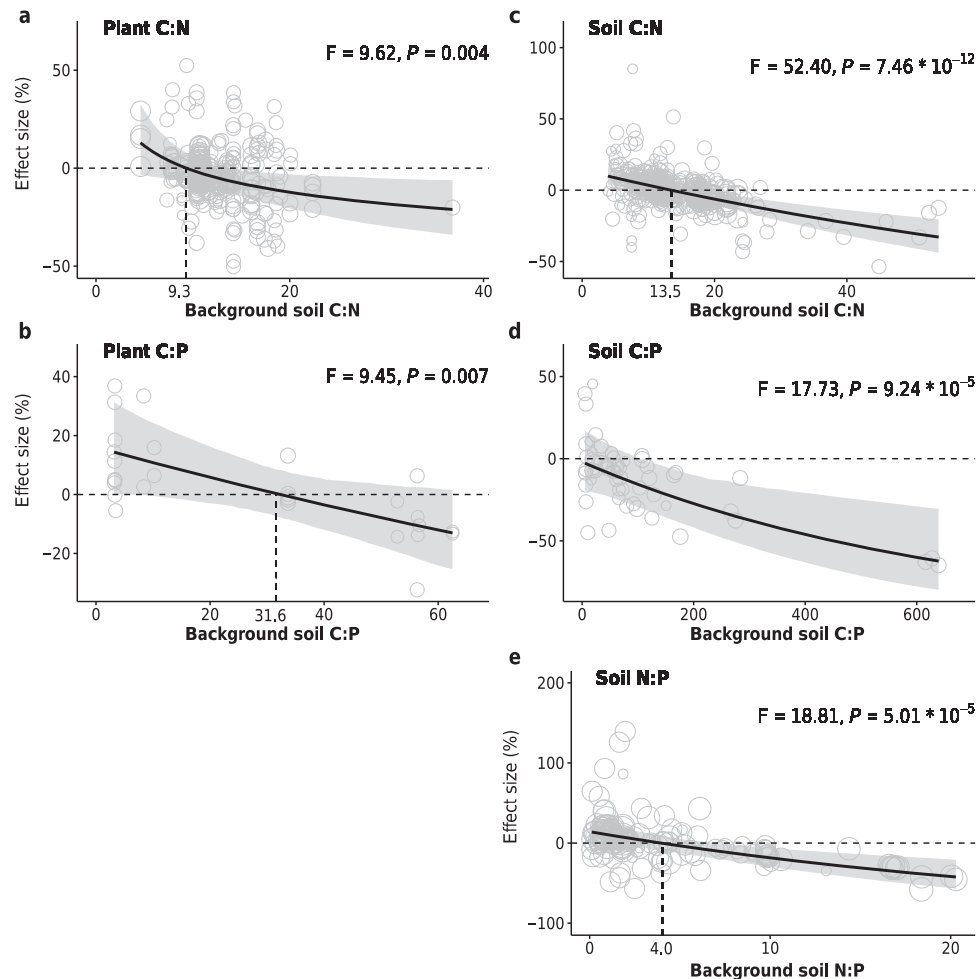 a
Plant C:N
F = 9.62, P = 0.004
Effect size (%)
50
0
−50
0
9.3
20
40
Background soil C:N
c
Soil C:N
F = 52.40, P = 7.46 * 10⁻¹²
100
50
0
−50
0
13.5
20
40
Background soil C:N
b
Plant C:P
F = 9.45, P = 0.007
Effect size (%)
40
20
0
−20
0
20
31.6
40
60
Background soil C:P
d
Soil C:P
F = 17.73, P = 9.24 * 10⁻⁵
50
0
−50
0
200
400
600
Background soil C:P
e
Soil N:P
F = 18.81, P = 5.01 * 10⁻⁵
Effect size (%)
200
100
0
−100
0
4.0
10
20
Background soil N:P